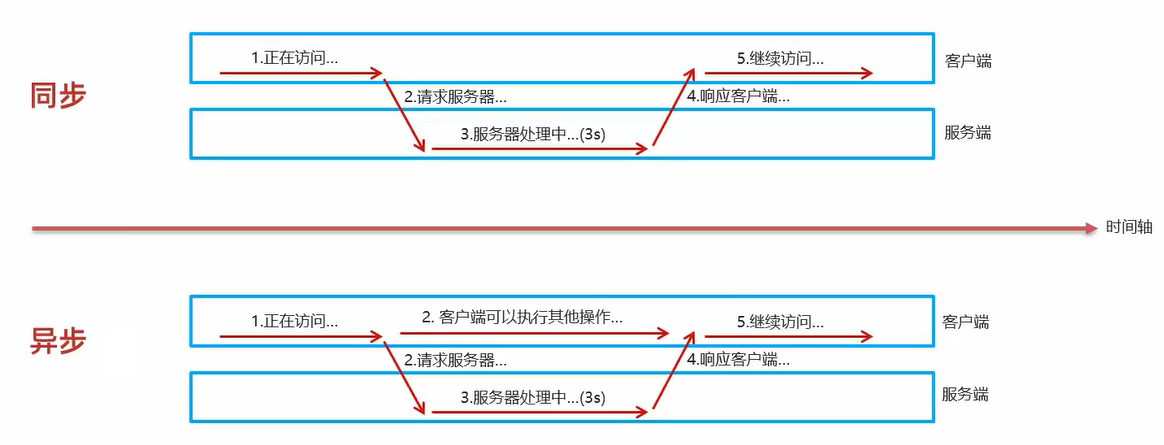 同步
1.正在访问...
5.继续访问...
客户端
2.请求服务器...
4.响应客户端...
3.服务器处理中...(3s)
服务端
时间轴
异步
1.正在访问...
2. 客户端可以执行其他操作...
5.继续访问...
客户端
2.请求服务器...
4.响应客户端...
3.服务器处理中...(3s)
服务端